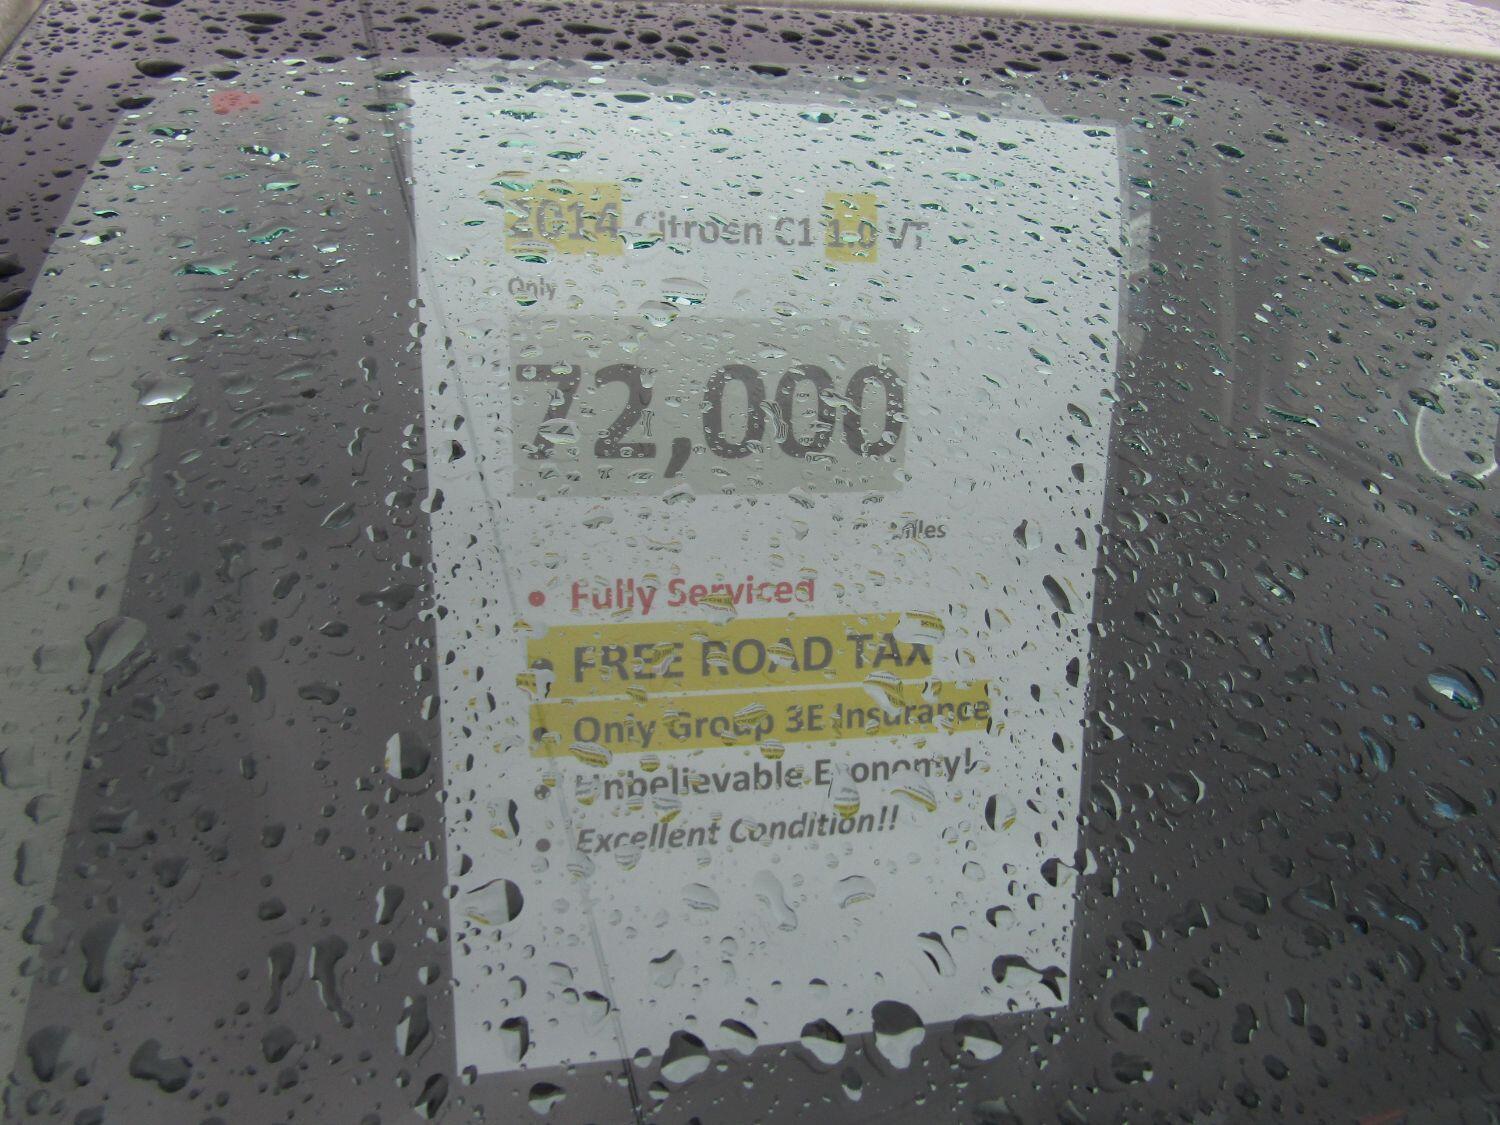 2014 Citroen C1 1.0 VT
Only
72,000
Miles
• Fully Serviced
• FREE ROAD TAX
• Only Group 3E Insurance
• Unbelievable Economy!
• Excellent Condition!!